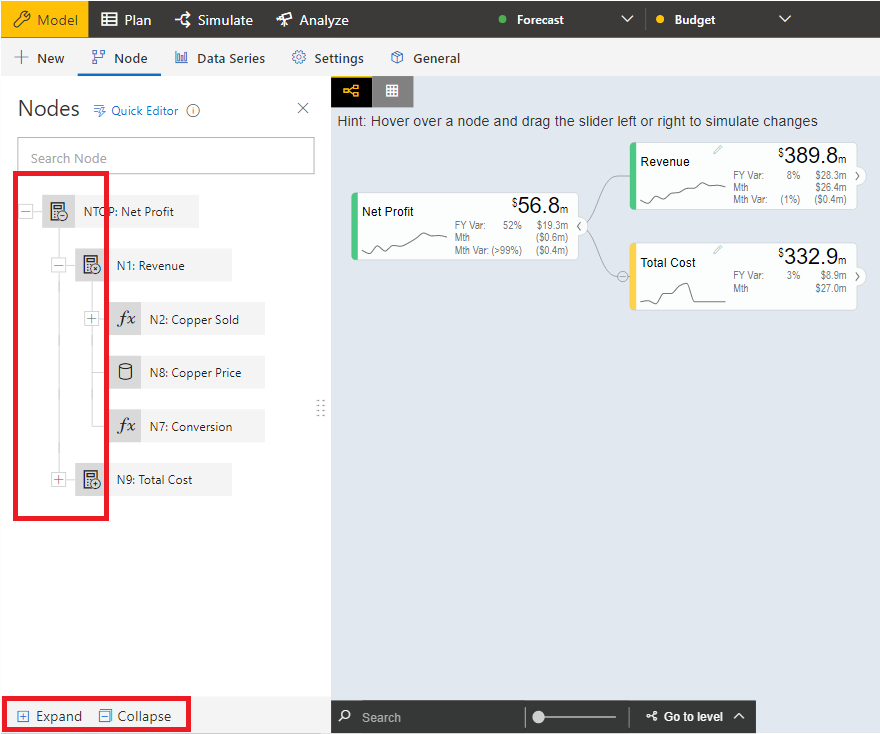 Model Plan Simulate Analyze Forecast Budget
New Node Data Series Settings General
Nodes Quick Editor
Search Node
NTOP: Net Profit
N1: Revenue
fx N2: Copper Sold
N8: Copper Price
fx N7: Conversion
N9: Total Cost
Expand Collapse
Hint: Hover over a node and drag the slider left or right to simulate changes
Net Profit $56.8m
FY Var: 52% $19.3m
Mth ($0.6m)
Mth Var: (>99%) ($0.4m)
Revenue $389.8m
FY Var: 8% $28.3m
Mth $26.4m
Mth Var: (1%) ($0.4m)
Total Cost $332.9m
FY Var: 3% $8.9m
Mth $27.0m
Search Go to level